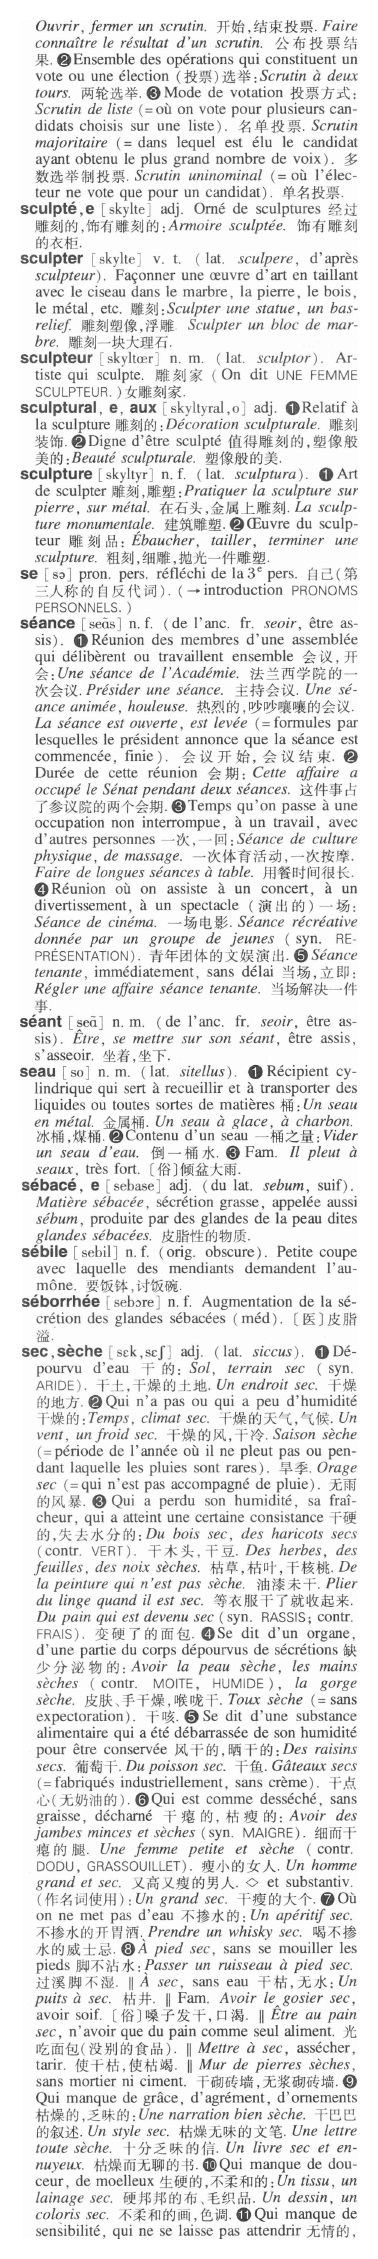 Ouvrir, fermer un scrutin. 开始,结束投票. Faire
connaître le résultat d'un scrutin. 公布投票结
果. ❷Ensemble des opérations qui constituent un
vote ou une élection (投票)选举:Scrutin à deux
tours. 两轮选举. ❸ Mode de votation 投票方式:
Scrutin de liste (=où on vote pour plusieurs can-
didats choisis sur une liste). 名单投票. Scrutin
majoritaire (= dans lequel est élu le candidat
ayant obtenu le plus grand nombre de voix). 多
数选举制投票. Scrutin uninominal (= où l'élec-
teur ne vote que pour un candidat). 单名投票.
sculpté,e [skylte] adj. Orné de sculptures 经过
雕刻的,饰有雕刻的:Armoire sculptée. 饰有雕刻
的衣柜.
sculpter [skylte] v. t. (lat. sculpere, d'après
sculpteur). Façonner une œuvre d'art en taillant
avec le ciseau dans le marbre, la pierre, le bois,
le métal, etc. 雕刻:Sculpter une statue, un bas-
relief. 雕刻塑像,浮雕 Sculpter un bloc de mar-
bre. 雕刻一块大理石.
sculpteur [skyltœr] n. m. (lat. sculptor). Ar-
tiste qui sculpte. 雕刻家 (On dit UNE FEMME
SCULPTEUR.)女雕刻家.
sculptural, e, aux [skyltyral,o] adj. ❶Relatif à
la sculpture 雕刻的:Décoration sculpturale. 雕刻
装饰. ❷Digne d'être sculpté 值得雕刻的,塑像般
美的:Beauté sculpturale. 塑像般的美.
sculpture [skyltyr] n. f. (lat. sculptura). ❶ Art
de sculpter 雕刻,雕塑:Pratiquer la sculpture sur
pierre, sur métal. 在石头,金属上雕刻. La sculp-
ture monumentale. 建筑雕塑. ❷Œuvre du sculp-
teur 雕刻品: Ébaucher, tailler, terminer une
sculpture. 粗刻,细雕,抛光一件雕塑.
se [sə] pron. pers. réfléchi de la 3e pers. 自己(第
三人称的自反代词). (→introduction PRONOMS
PERSONNELS.)
séance [seãs] n. f. (de l'anc. fr. seoir, être as-
sis). ❶ Réunion des membres d'une assemblée
qui délibèrent ou travaillent ensemble 会议,开
会:Une séance de l'Académie. 法兰西学院的一
次会议. Présider une séance. 主持会议. Une sé-
ance animée, houleuse. 热烈的,吵吵嚷嚷的会议.
La séance est ouverte, est levée (=formules par
lesquelles le président annonce que la séance est
commencée, finie). 会议开始,会议结束. ❷
Durée de cette réunion 会期: Cette affaire a
occupé le Sénat pendant deux séances. 这件事占
了参议院的两个会期. ❸Temps qu'on passe à une
occupation non interrompue, à un travail, avec
d'autres personnes 一次,一回:Séance de culture
physique, de massage. 一次体育活动,一次按摩.
Faire de longues séances à table. 用餐时间很长.
❹ Réunion où on assiste à un concert, à un
divertissement, à un spectacle (演出的)一场:
Séance de cinéma. 一场电影. Séance récréative
donnée par un groupe de jeunes (syn. RE-
PRÉSENTATION). 青年团体的文娱演出. ❺ Séance
tenante, immédiatement, sans délai 当场,立即:
Régler une affaire séance tenante. 当场解决一件
事.
séant [seã] n. m. (de l'anc. fr. seoir, être as-
sis). Être, se mettre sur son séant, être assis,
s'asseoir. 坐着,坐下.
seau [so] n. m. (lat. sitellus). ❶ Récipient cy-
lindrique qui sert à recueillir et à transporter des
liquides ou toutes sortes de matières 桶:Un seau
en métal. 金属桶. Un seau à glace, à charbon.
冰桶,煤桶. ❷Contenu d'un seau 一桶之量:Vider
un seau d'eau. 倒一桶水. ❸ Fam. Il pleut à
seaux, très fort. 〔俗〕倾盆大雨.
sébacé, e [sebase] adj. (du lat. sebum, suif).
Matière sébacée, sécrétion grasse, appelée aussi
sébum, produite par des glandes de la peau dites
glandes sébacées. 皮脂性的物质.
sébile [sebil] n. f. (orig. obscure). Petite coupe
avec laquelle des mendiants demandent l'au-
mône. 要饭钵,讨饭碗.
séborrhée [sebɔre] n. f. Augmentation de la sé-
crétion des glandes sébacées (méd). 〔医〕皮脂
溢.
sec,sèche [sɛk,sɛʃ] adj. (lat. siccus). ❶ Dé-
pourvu d'eau 干的: Sol, terrain sec (syn.
ARIDE). 干土,干燥的土地. Un endroit sec. 干燥
的地方. ❷ Qui n'a pas ou qui a peu d'humidité
干燥的:Temps, climat sec. 干燥的天气,气候. Un
vent, un froid sec. 干燥的风,干冷. Saison sèche
(=période de l'année où il ne pleut pas ou pen-
dant laquelle les pluies sont rares). 旱季. Orage
sec (=qui n'est pas accompagné de pluie). 无雨
的风暴. ❸ Qui a perdu son humidité, sa fraî-
cheur, qui a atteint une certaine consistance 干硬
的,失去水分的:Du bois sec, des haricots secs
(contr. VERT). 干木头,干豆. Des herbes, des
feuilles, des noix sèches. 枯草,枯叶,干核桃. De
la peinture qui n'est pas sèche. 油漆未干. Plier
du linge quand il est sec. 等衣服干了就收起来.
Du pain qui est devenu sec (syn. RASSIS; contr.
FRAIS). 变硬了的面包. ❹Se dit d'un organe,
d'une partie du corps dépourvus de sécrétions 缺
少分泌物的: Avoir la peau sèche, les mains
sèches (contr. MOITE, HUMIDE), la gorge
sèche. 皮肤、手干燥,喉咙干. Toux sèche (= sans
expectoration). 干咳. ❺ Se dit d'une substance
alimentaire qui a été débarrassée de son humidité
pour être conservée 风干的,晒干的:Des raisins
secs. 葡萄干. Du poisson sec. 干鱼. Gâteaux secs
(=fabriqués industriellement, sans crème). 干点
心(无奶油的). ❻Qui est comme desséché, sans
graisse, décharné 干瘪的,枯瘦的: Avoir des
jambes minces et sèches (syn. MAIGRE). 细而干
瘪的腿. Une femme petite et sèche (contr.
DODU, GRASSOUILLET). 瘦小的女人. Un homme
grand et sec. 又高又瘦的男人. ◇ et substantiv.
(作名词使用):Un grand sec. 干瘦的大个. ❼Où
on ne met pas d'eau 不掺水的:Un apéritif sec.
不掺水的开胃酒. Prendre un whisky sec. 喝不掺
水的威士忌. ❽ À pied sec, sans se mouiller les
pieds 脚不沾水:Passer un ruisseau à pied sec.
过溪脚不湿. ‖ À sec, sans eau 干枯,无水:Un
puits à sec. 枯井. ‖ Fam. Avoir le gosier sec,
avoir soif. 〔俗〕嗓子发干,口渴. ‖ Être au pain
sec, n'avoir que du pain comme seul aliment. 光
吃面包(没别的食品). ‖ Mettre à sec, assécher,
tarir. 使干枯,使枯竭. ‖ Mur de pierres sèches,
sans mortier ni ciment. 干砌砖墙,无浆砌砖墙. ❾
Qui manque de grâce, d'agrément, d'ornements
枯燥的,乏味的:Une narration bien sèche. 干巴巴
的叙述. Un style sec. 枯燥无味的文笔. Une lettre
toute sèche. 十分乏味的信. Un livre sec et en-
nuyeux. 枯燥而无聊的书. ❿Qui manque de dou-
ceur, de moelleux 生硬的,不柔和的:Un tissu, un
lainage sec. 硬邦邦的布、毛织品. Un dessin, un
coloris sec. 不柔和的画,色调. ⓫ Qui manque de
sensibilité, qui ne se laisse pas attendrir 无情的,